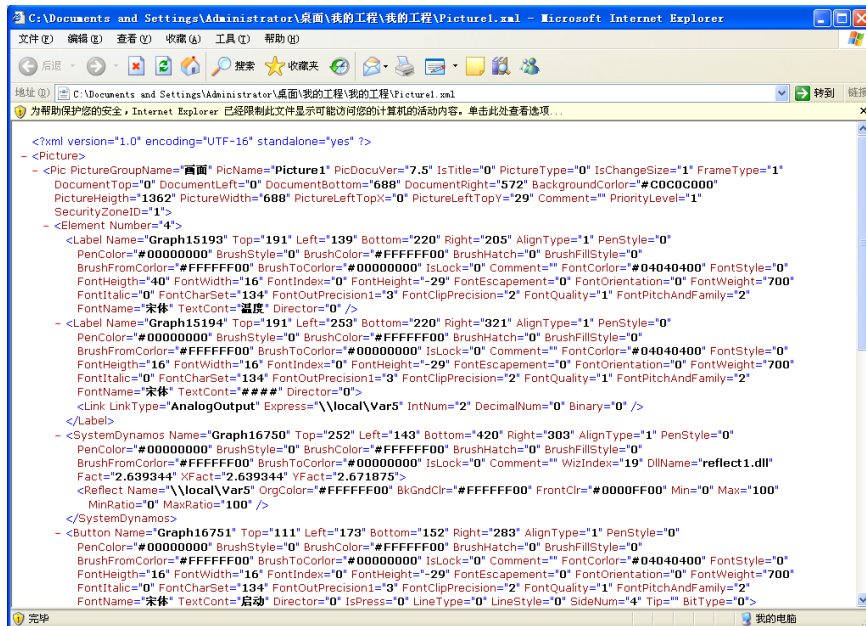 C:\Documents and Settings\Administrator\桌面\我的工程\我的工程\Picture1.xml - Microsoft Internet Explorer
文件(F) 编辑(E) 查看(V) 收藏(A) 工具(T) 帮助(H)
后退 搜索 收藏夹
地址(D) C:\Documents and Settings\Administrator\桌面\我的工程\我的工程\Picture1.xml 转到 链接
为帮助保护您的安全，Internet Explorer 已经限制此文件显示可能访问您的计算机的活动内容。单击此处查看选项...
<?xml version="1.0" encoding="UTF-16" standalone="yes" ?>
- <Picture>
- <Pic PictureGroupName="画面" PicName="Picture1" PicDocuVer="7.5" IsTitle="0" PictureType="0" IsChangeSize="1" FrameType="1"
DocumentTop="0" DocumentLeft="0" DocumentBottom="688" DocumentRight="572" BackgroundCorlor="#C0C0C000"
PictureHeigth="1362" PictureWidth="688" PictureLeftTopX="0" PictureLeftTopY="29" Comment="" PriorityLevel="1"
SecurityZoneID="1">
- <Element Number="4">
<Label Name="Graph15193" Top="191" Left="139" Bottom="220" Right="205" AlignType="1" PenStyle="0"
PenColor="#00000000" BrushStyle="0" BrushColor="#FFFFFF00" BrushHatch="0" BrushFillStyle="0"
BrushFromCorlor="#FFFFFF00" BrushToCorlor="#00000000" IsLock="0" Comment="" FontCorlor="#04040400" FontStyle="0"
FontHeigth="40" FontWidth="16" FontIndex="0" FontHeight="-29" FontEscapement="0" FontOrientation="0" FontWeight="700"
FontItalic="0" FontCharSet="134" FontOutPrecision1="3" FontClipPrecision="2" FontQuality="1" FontPitchAndFamily="2"
FontName="宋体" TextCont="温度" Director="0" />
- <Label Name="Graph15194" Top="191" Left="253" Bottom="220" Right="321" AlignType="1" PenStyle="0"
PenColor="#00000000" BrushStyle="0" BrushColor="#FFFFFF00" BrushHatch="0" BrushFillStyle="0"
BrushFromCorlor="#FFFFFF00" BrushToCorlor="#00000000" IsLock="0" Comment="" FontCorlor="#04040400" FontStyle="0"
FontHeigth="16" FontWidth="16" FontIndex="0" FontHeight="-29" FontEscapement="0" FontOrientation="0" FontWeight="700"
FontItalic="0" FontCharSet="134" FontOutPrecision1="3" FontClipPrecision="2" FontQuality="1" FontPitchAndFamily="2"
FontName="宋体" TextCont="####" Director="0">
<Link LinkType="AnalogOutput" Express="\\local\Var5" IntNum="2" DecimalNum="0" Binary="0" />
</Label>
- <SystemDynamos Name="Graph16750" Top="252" Left="143" Bottom="420" Right="303" AlignType="1" PenStyle="0"
PenColor="#00000000" BrushStyle="0" BrushColor="#FFFFFF00" BrushHatch="0" BrushFillStyle="0"
BrushFromCorlor="#FFFFFF00" BrushToCorlor="#00000000" IsLock="0" Comment="" WizIndex="19" DllName="reflect1.dll"
Fact="2.639344" XFact="2.639344" YFact="2.671875">
<Reflect Name="\\local\Var5" OrgColor="#FFFFFF00" BkGndClr="#FFFFFF00" FrontClr="#0000FF00" Min="0" Max="100"
MinRatio="0" MaxRatio="100" />
</SystemDynamos>
- <Button Name="Graph16751" Top="111" Left="173" Bottom="152" Right="283" AlignType="1" PenStyle="0"
PenColor="#00000000" BrushStyle="0" BrushColor="#FFFFFF00" BrushHatch="0" BrushFillStyle="0"
BrushFromCorlor="#FFFFFF00" BrushToCorlor="#00000000" IsLock="0" Comment="" FontCorlor="#04040400" FontStyle="0"
FontHeigth="16" FontWidth="16" FontIndex="0" FontHeight="-29" FontEscapement="0" FontOrientation="0" FontWeight="700"
FontItalic="0" FontCharSet="134" FontOutPrecision1="3" FontClipPrecision="2" FontQuality="1" FontPitchAndFamily="2"
FontName="宋体" TextCont="启动" Director="0" IsPress="0" LineType="0" LineStyle="0" SideNum="4" Tip="" BitType="0">
完毕 我的电脑